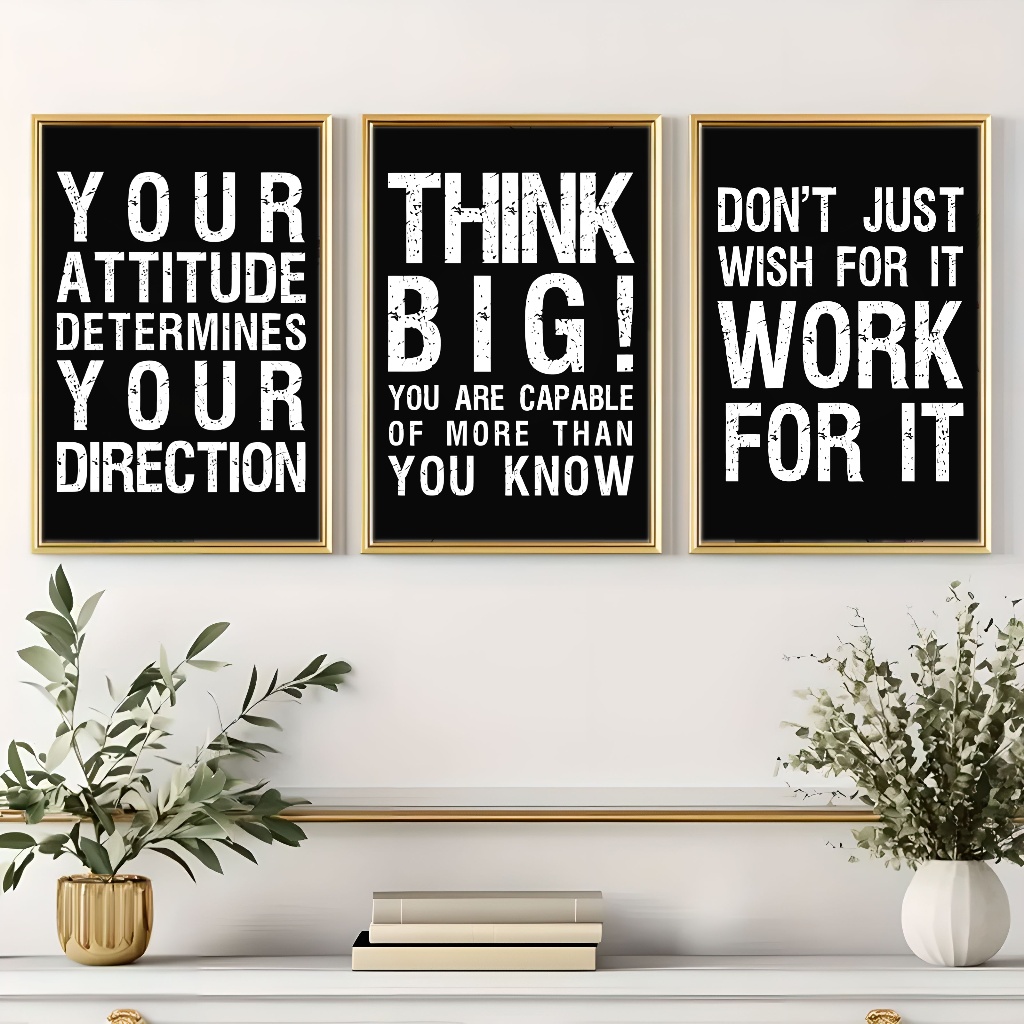 YOUR
ATTITUDE
DETERMINES
YOUR
DIRECTION
THINK
BIG!
YOU ARE CAPABLE
OF MORE THAN
YOU KNOW
DON'T JUST
WISH FOR IT
WORK
FOR IT